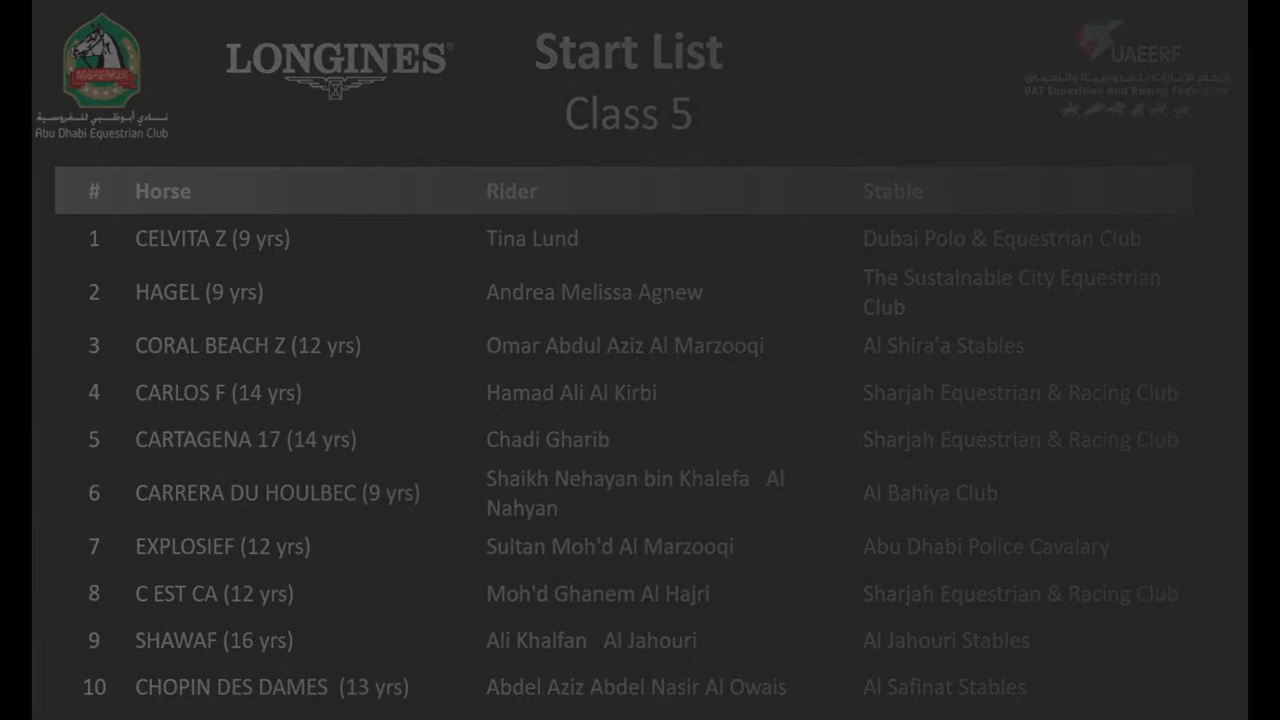 LONGINES
Start List
Class 5
UAEERF
اتحاد الإمارات للفروسية والسباق
UAE Equestrian and Racing Federation
نادي أبوظبي للفروسية
Abu Dhabi Equestrian Club
# Horse Rider Stable
1 CELVITA Z (9 yrs) Tina Lund Dubai Polo & Equestrian Club
2 HAGEL (9 yrs) Andrea Melissa Agnew The Sustainable City Equestrian
Club
3 CORAL BEACH Z (12 yrs) Omar Abdul Aziz Al Marzooqi Al Shira'a Stables
4 CARLOS F (14 yrs) Hamad Ali Al Kirbi Sharjah Equestrian & Racing Club
5 CARTAGENA 17 (14 yrs) Chadi Gharib Sharjah Equestrian & Racing Club
6 CARRERA DU HOULBEC (9 yrs) Shaikh Nehayan bin Khalefa Al
Nahyan Al Bahiya Club
7 EXPLOSIEF (12 yrs) Sultan Moh'd Al Marzooqi Abu Dhabi Police Cavalary
8 C EST CA (12 yrs) Moh'd Ghanem Al Hajri Sharjah Equestrian & Racing Club
9 SHAWAF (16 yrs) Ali Khalfan Al Jahouri Al Jahouri Stables
10 CHOPIN DES DAMES (13 yrs) Abdel Aziz Abdel Nasir Al Owais Al Safinat Stables